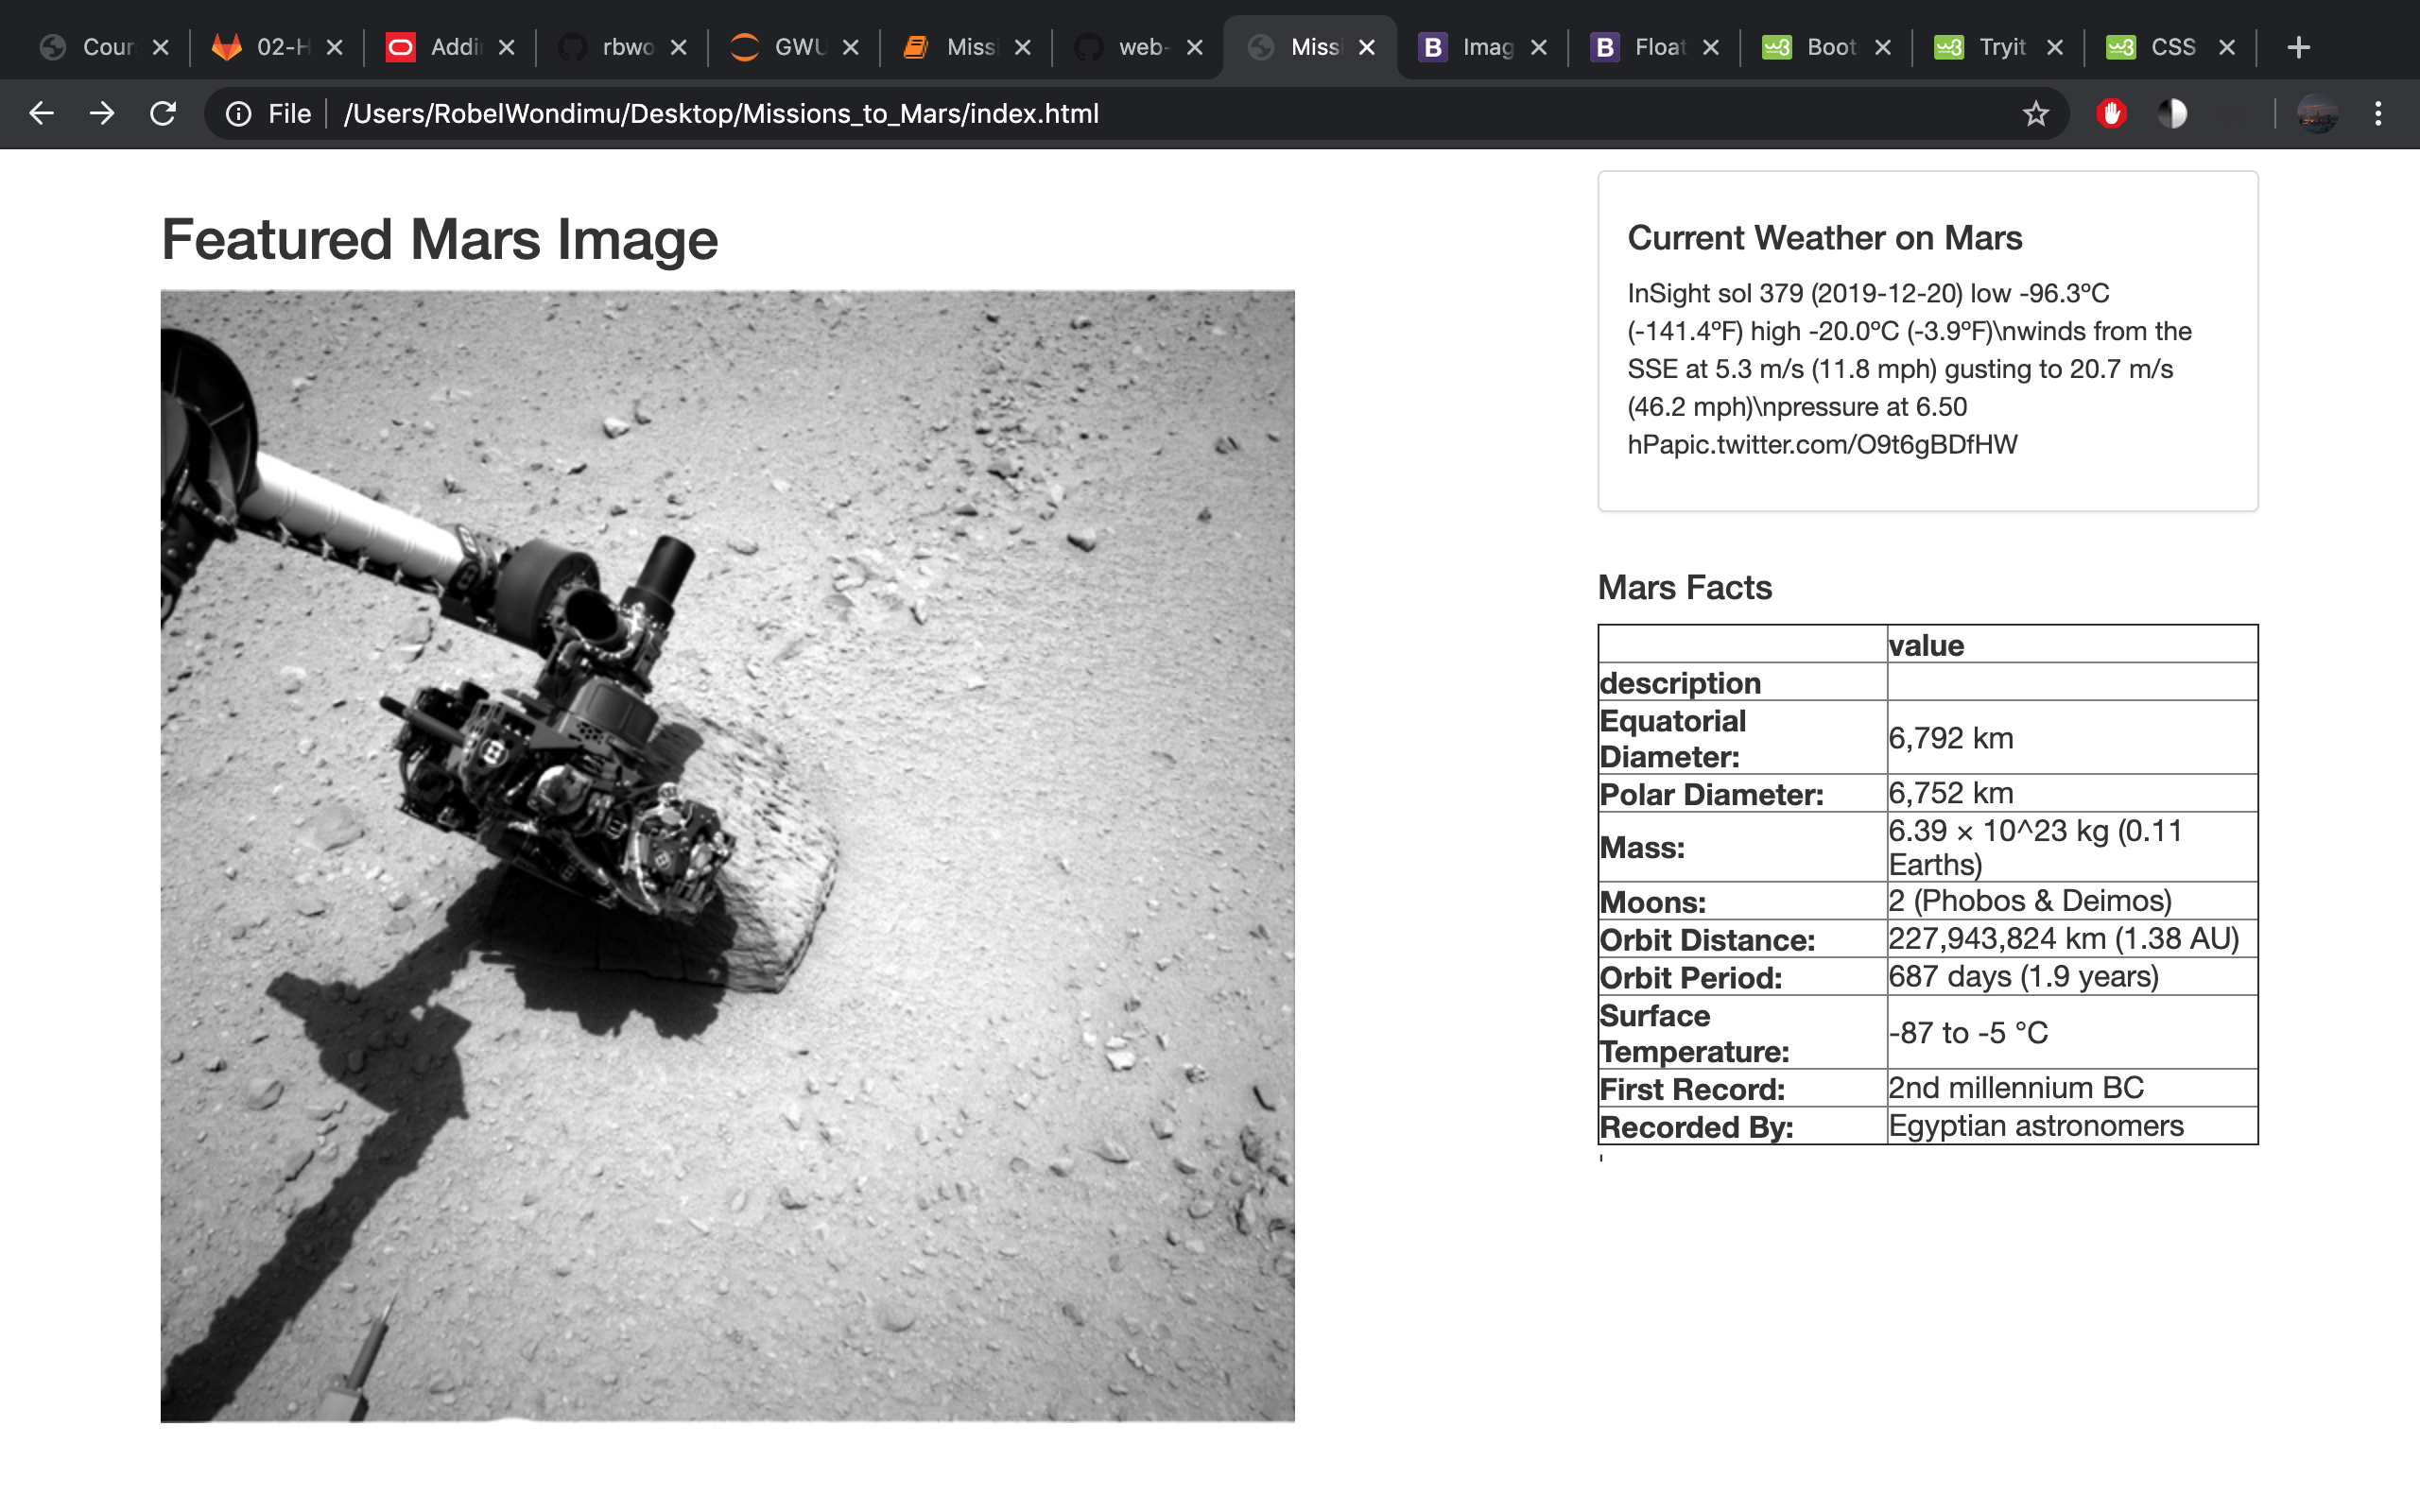 Cour
02-H
Addi
rbwo
GWU
Missi
web-
Missi
B Imag
B Float
w3 Boot
w3 Tryit
w3 CSS
File /Users/RobelWondimu/Desktop/Missions_to_Mars/index.html
Featured Mars Image
Current Weather on Mars
InSight sol 379 (2019-12-20) low -96.3ºC
(-141.4ºF) high -20.0ºC (-3.9ºF)\nwinds from the
SSE at 5.3 m/s (11.8 mph) gusting to 20.7 m/s
(46.2 mph)\npressure at 6.50
hPapic.twitter.com/O9t6gBDfHW
Mars Facts
value
description
Equatorial
Diameter:
6,792 km
Polar Diameter: 6,752 km
Mass:
6.39 × 10^23 kg (0.11
Earths)
Moons: 2 (Phobos & Deimos)
Orbit Distance: 227,943,824 km (1.38 AU)
Orbit Period: 687 days (1.9 years)
Surface
Temperature:
-87 to -5 °C
First Record: 2nd millennium BC
Recorded By: Egyptian astronomers
'